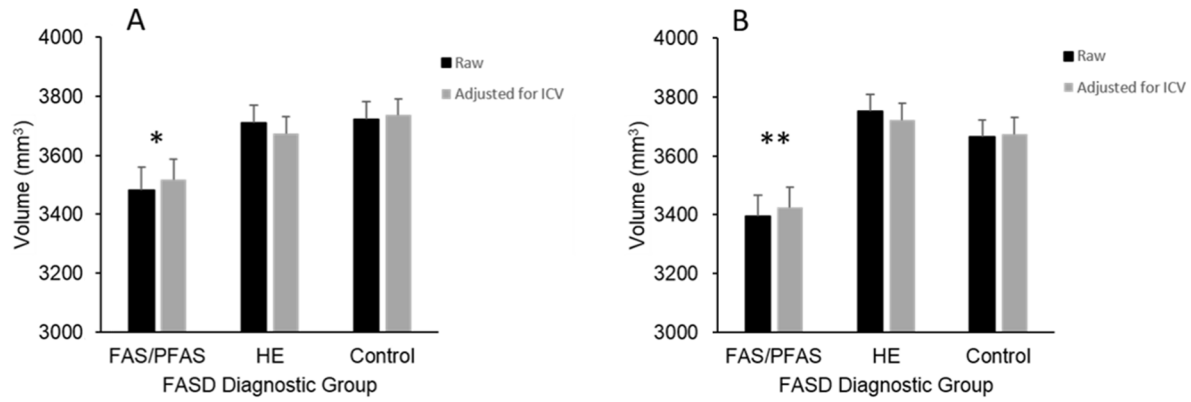 A
4000
3800
3600
3400
3200
3000
Volume (mm³)
*
Raw
Adjusted for ICV
FAS/PFAS HE Control
FASD Diagnostic Group
B
4000
3800
3600
3400
3200
3000
Volume (mm³)
**
Raw
Adjusted for ICV
FAS/PFAS HE Control
FASD Diagnostic Group